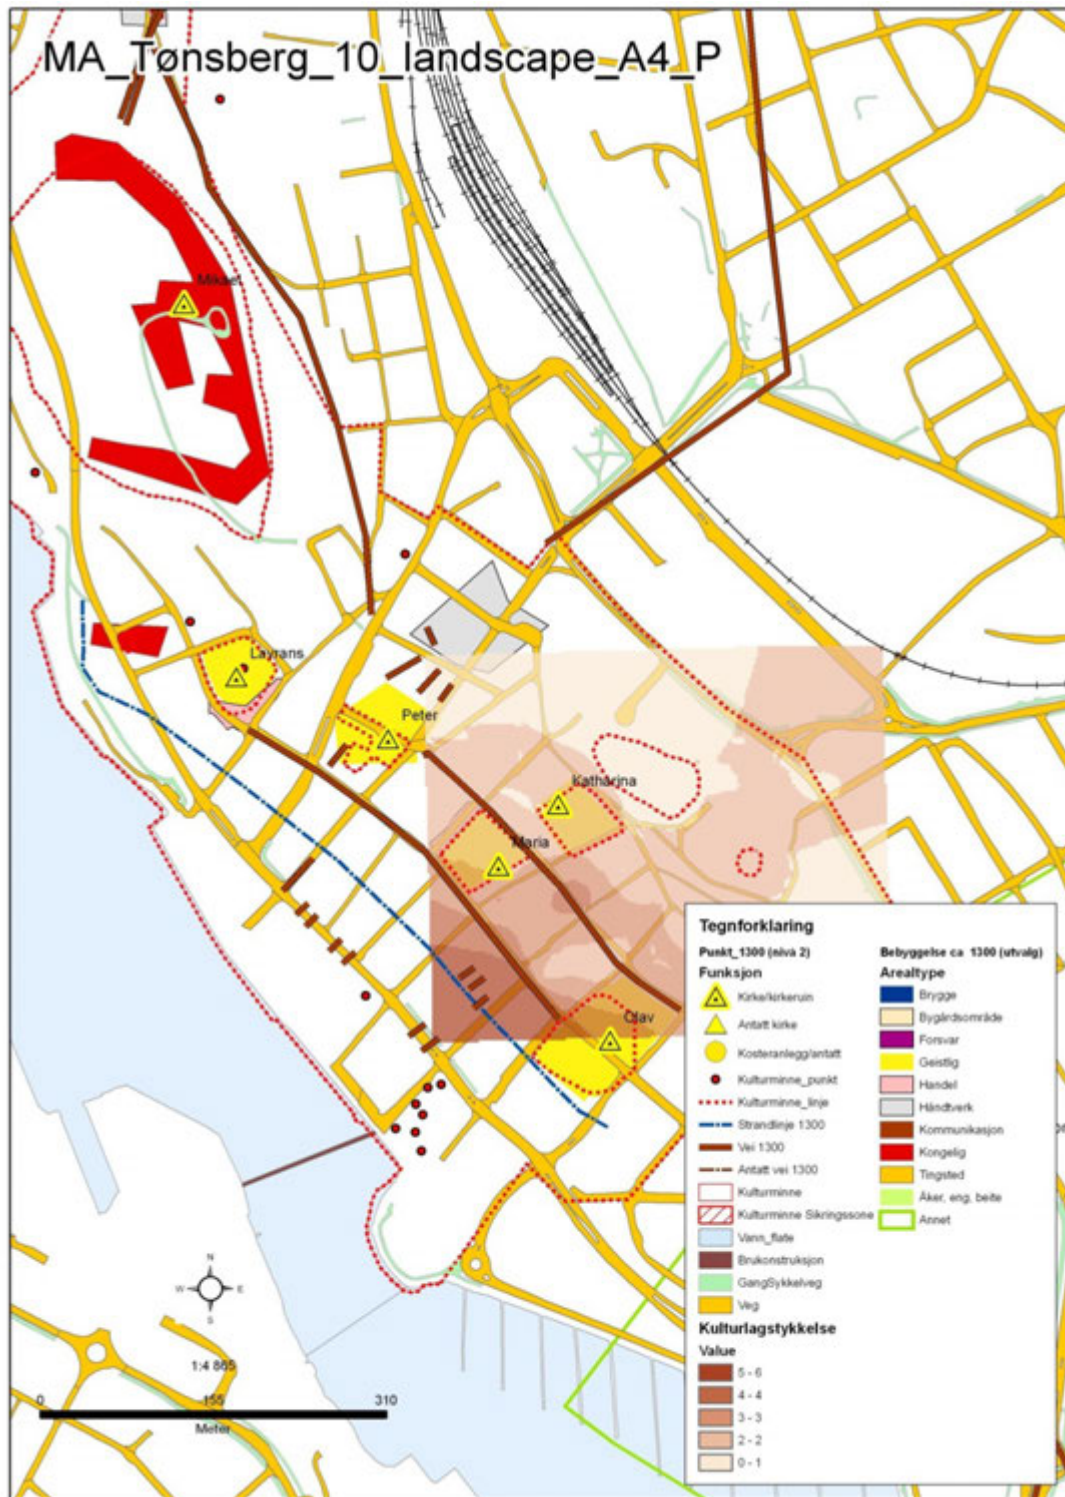 MA_Tønsberg_10_landscape_A4_P
Mikael
Layrans
Peter
Katharina
Maria
Olav
Tegnforklaring
Punkt_1300 (nivå 2)
Funksjon
Kirke/kirkeruin
Antatt kirke
Kosteranlegg/antatt
Kulturminne_punkt
Kulturminne_linje
Strandlinje 1300
Vei 1300
Antatt vei 1300
Kulturminne
Kulturminne Sikringssone
Vann_flate
Brukonstruksjon
GangSykkelveg
Veg
Kulturlagstykkelse
Value
5 - 6
4 - 4
3 - 3
2 - 2
0 - 1
Bebyggelse ca 1300 (utvalg)
Arealtype
Brygge
Bygårdsområde
Forsvar
Geistlig
Handel
Håndtverk
Kommunikasjon
Kongelig
Tingsted
Åker, eng, beite
Annet
N
W E
S
1:4 865
0 155 310
Meter